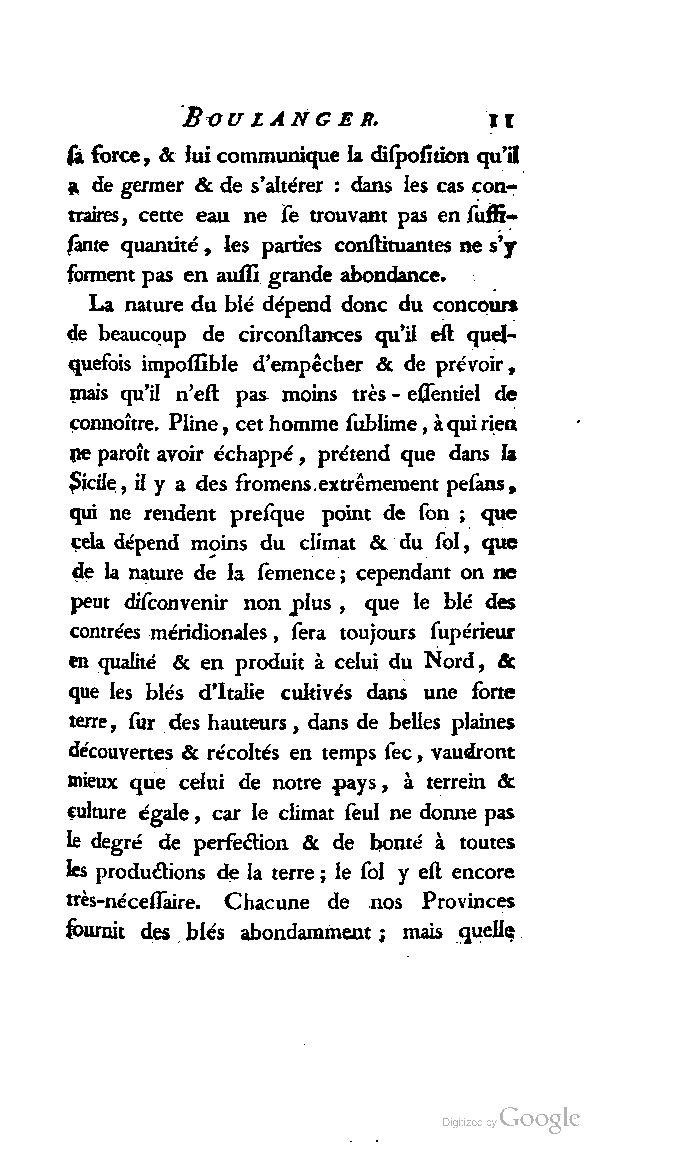 BOULANGER. 11
ſa force, & lui communique la diſpoſition qu'il
a de germer & de s'altérer : dans les cas con-
traires, cette eau ne ſe trouvant pas en ſuffi-
ſante quantité, les parties conſtituantes ne s'y
forment pas en auſſi grande abondance.
La nature du blé dépend donc du concours
de beaucoup de circonſtances qu'il eſt quel-
quefois impoſſible d'empêcher & de prévoir,
mais qu'il n'eſt pas moins très-eſſentiel de
connoître. Pline, cet homme ſublime, à qui rien
ne paroît avoir échappé, prétend que dans la
Sicile, il y a des fromens extrêmement peſans,
qui ne rendent preſque point de ſon ; que
cela dépend moins du climat & du ſol, que
de la nature de la ſemence ; cependant on ne
peut diſconvenir non plus, que le blé des
contrées méridionales, ſera toujours ſupérieur
en qualité & en produit à celui du Nord, &
que les blés d'Italie cultivés dans une forte
terre, ſur des hauteurs, dans de belles plaines
découvertes & récoltés en temps ſec, vaudront
mieux que celui de notre pays, à terrein &
culture égale, car le climat ſeul ne donne pas
le degré de perfection & de bonté à toutes
les productions de la terre ; le ſol y eſt encore
très-néceſſaire. Chacune de nos Provinces
fournit des blés abondamment ; mais quelle
Digitized by Google